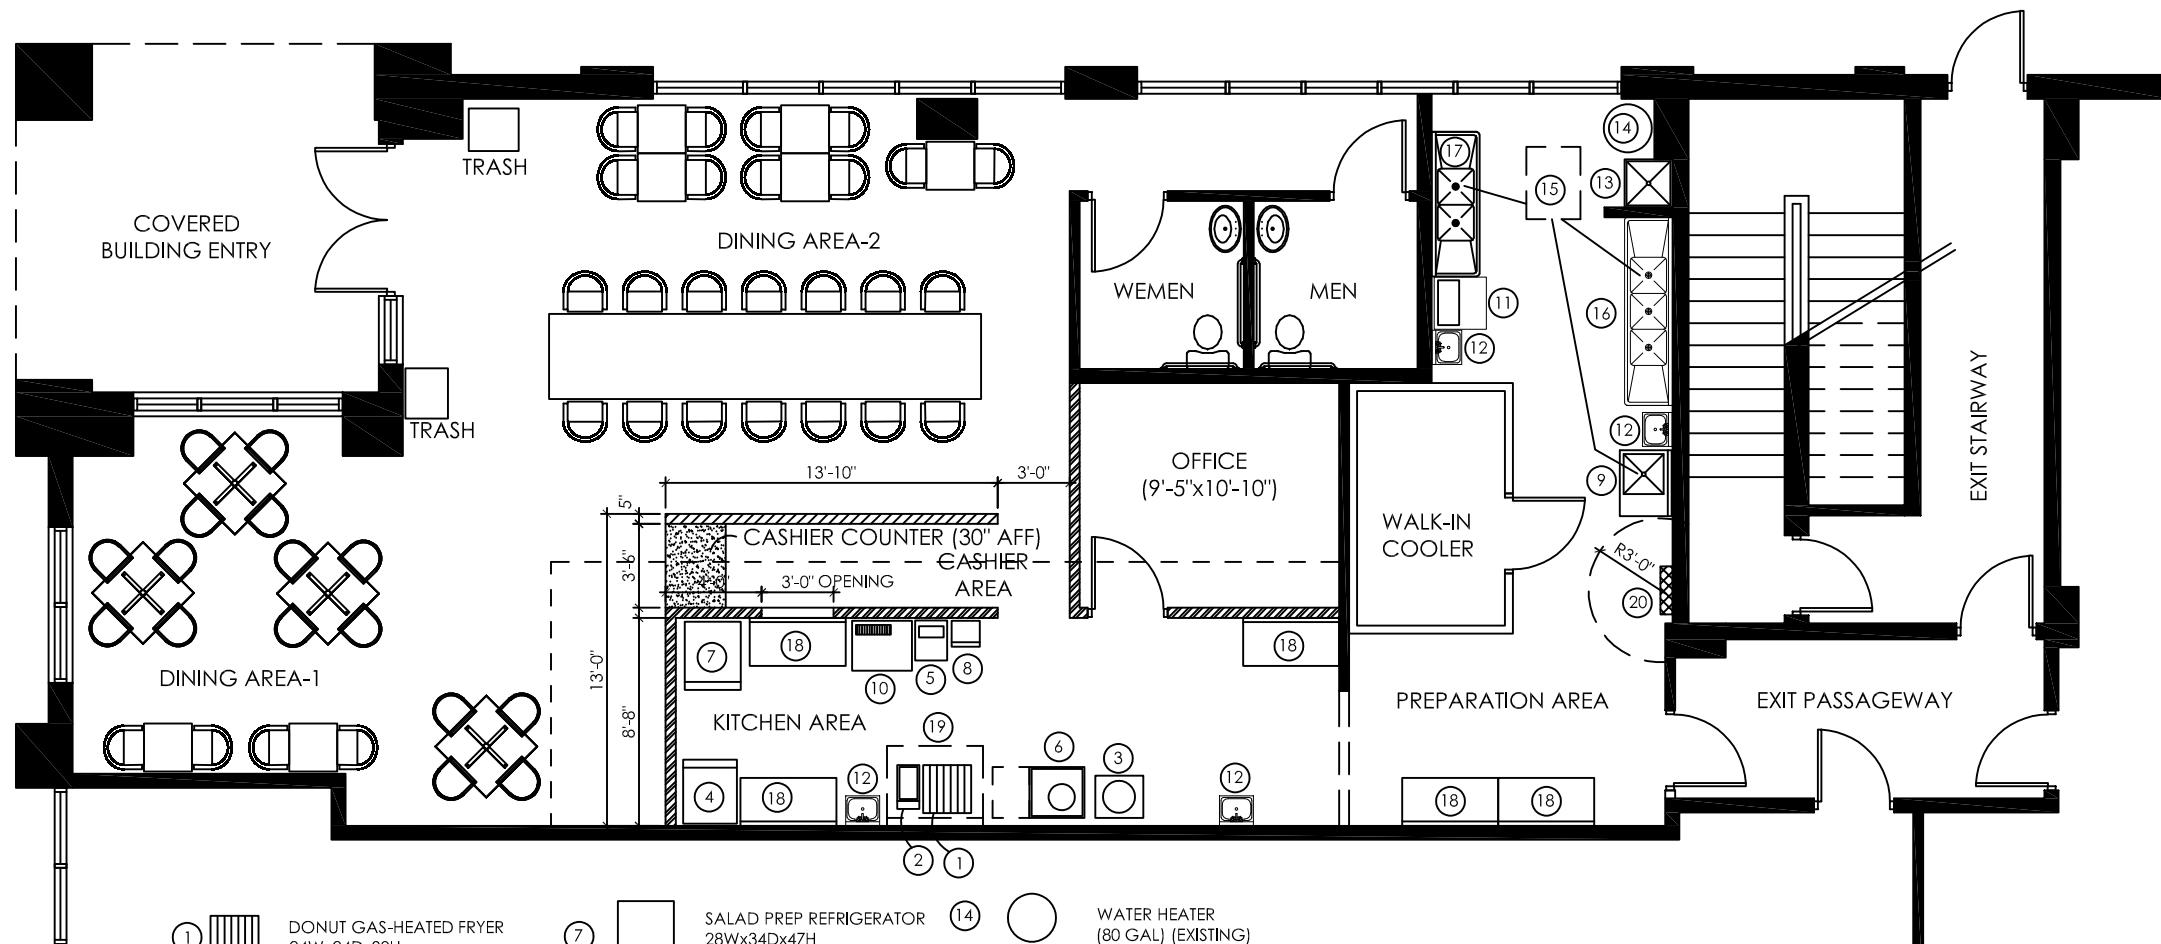 14
17
TRASH
15
13
COVERED
BUILDING ENTRY
DINING AREA-2
WEMEN
MEN
11
16
12
EXIT STAIRWAY
TRASH
12
13'-10"
3'-0"
OFFICE
(9'-5"x10'-10")
9
5"
WALK-IN
COOLER
CASHIER COUNTER (30" AFF)
CASHIER
AREA
3'-6"
3'-0" OPENING
R3'-0"
20
7
18
10
5
8
18
13'-0"
DINING AREA-1
8'-8"
KITCHEN AREA
19
PREPARATION AREA
EXIT PASSAGEWAY
6
3
4
18
12
12
18
18
2
1
1
DONUT GAS-HEATED FRYER
7
SALAD PREP REFRIGERATOR
28Wx34Dx47H
14
WATER HEATER
(80 GAL) (EXISTING)